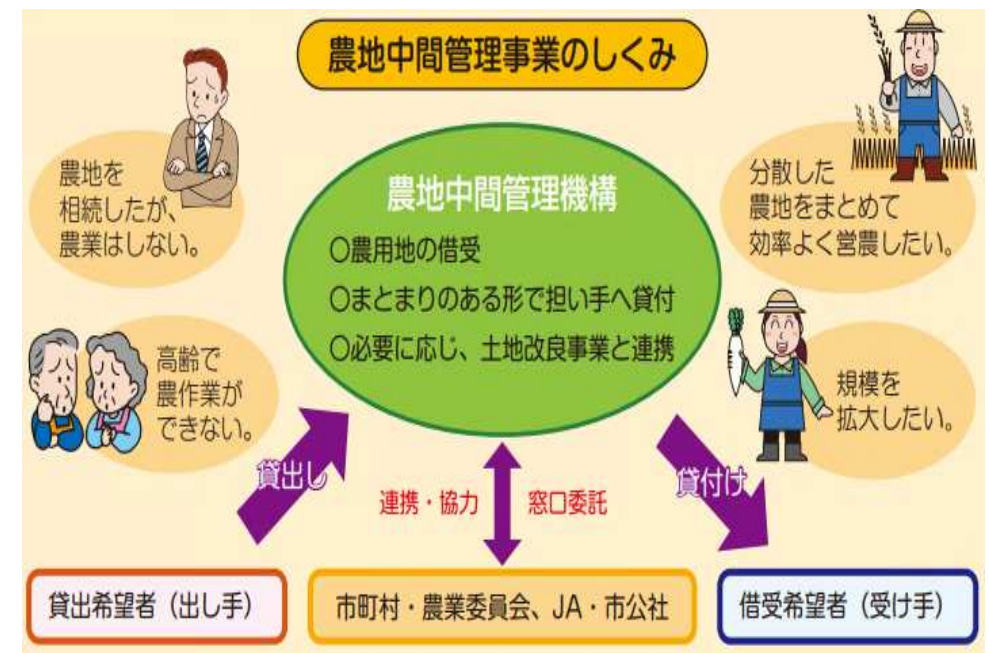 農地中間管理事業のしくみ
農地を
相続したが、
農業はしない。
高齢で
農作業が
できない。
農地中間管理機構
〇農用地の借受
〇まとまりのある形で担い手へ貸付
〇必要に応じ、土地改良事業と連携
分散した
農地をまとめて
効率よく営農したい。
規模を
拡大したい。
貸出し
連携・協力
窓口委託
貸付け
貸出希望者（出し手）
市町村・農業委員会、JA・市公社
借受希望者（受け手）